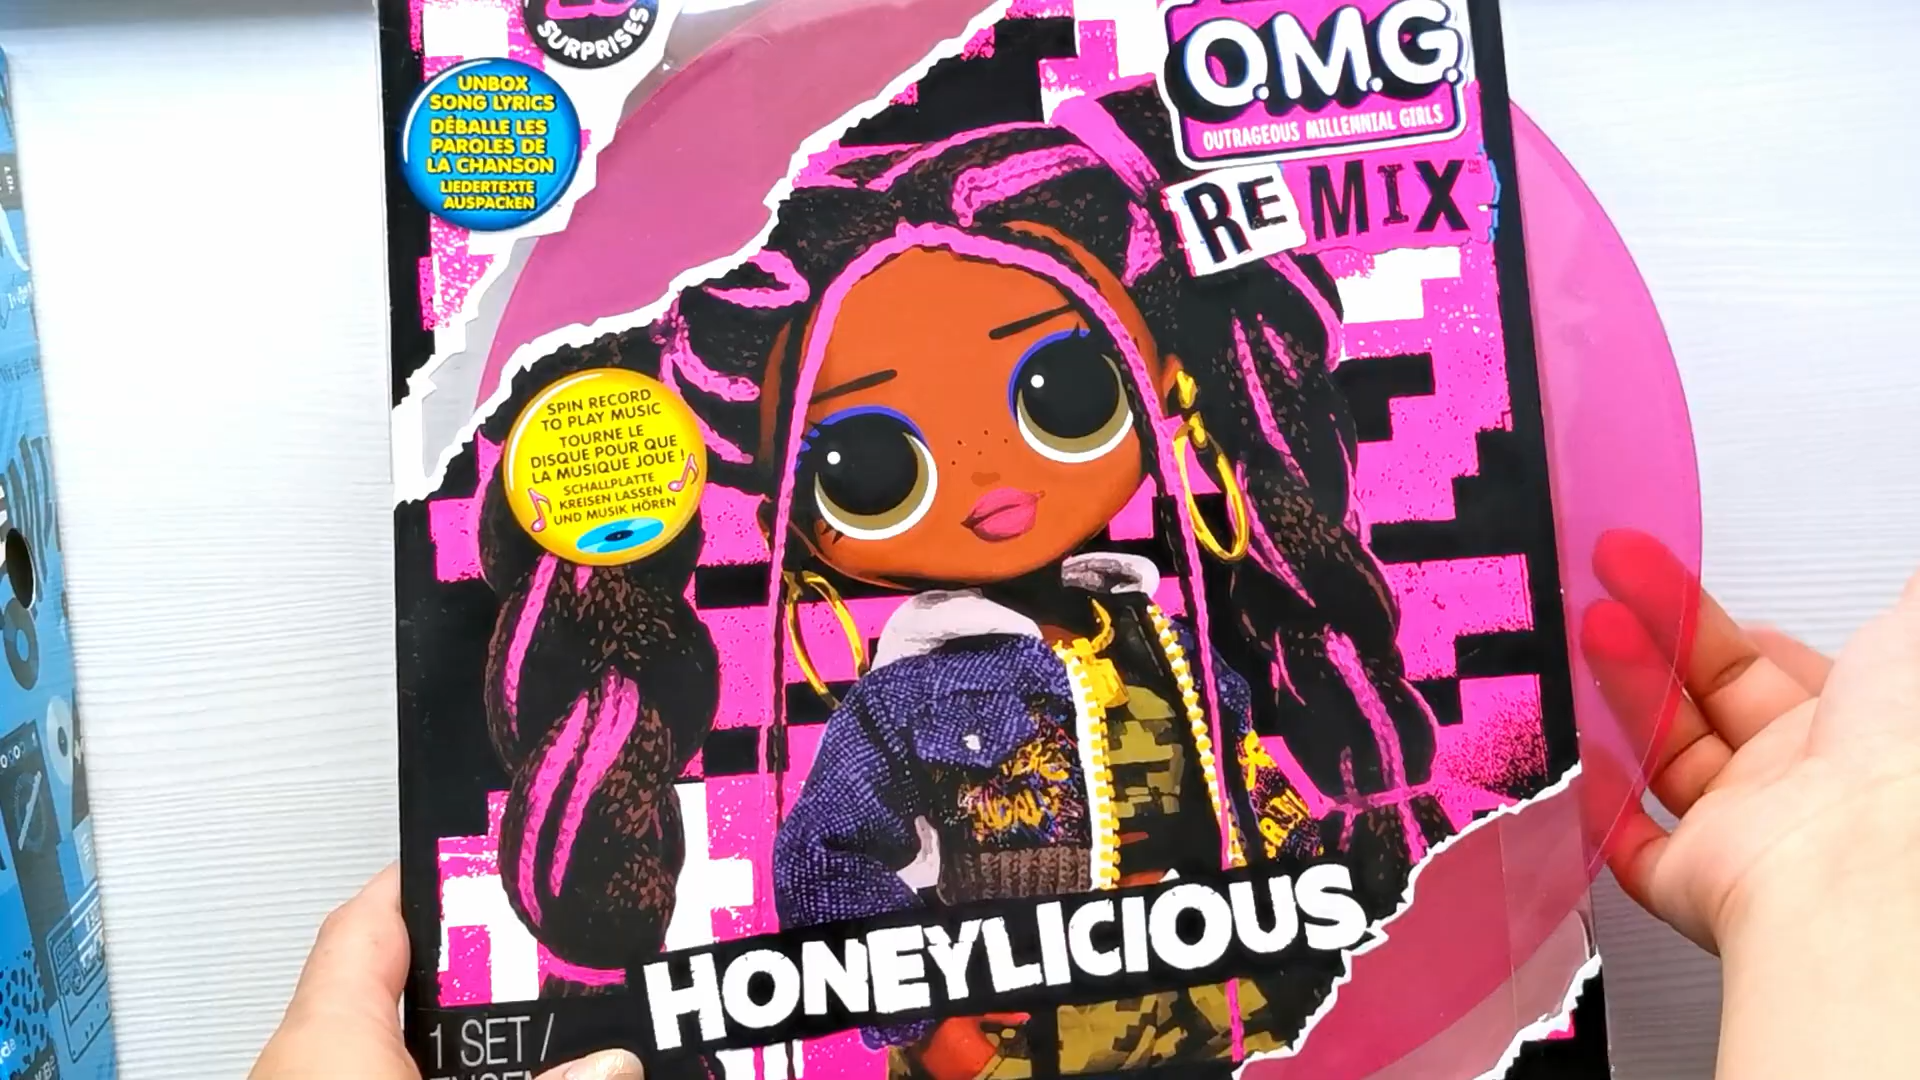 SURPRISES
UNBOX
SONG LYRICS
DÉBALLE LES
PAROLES DE
LA CHANSON
LIEDERTEXTE
AUSPACKEN
O.M.G.
OUTRAGEOUS MILLENNIAL GIRLS
REMIX
SPIN RECORD
TO PLAY MUSIC
TOURNE LE
DISQUE POUR QUE
LA MUSIQUE JOUE !
SCHALLPLATTE
KREISEN LASSEN
UND MUSIK HÖREN
HONEYLICIOUS
1 SET /